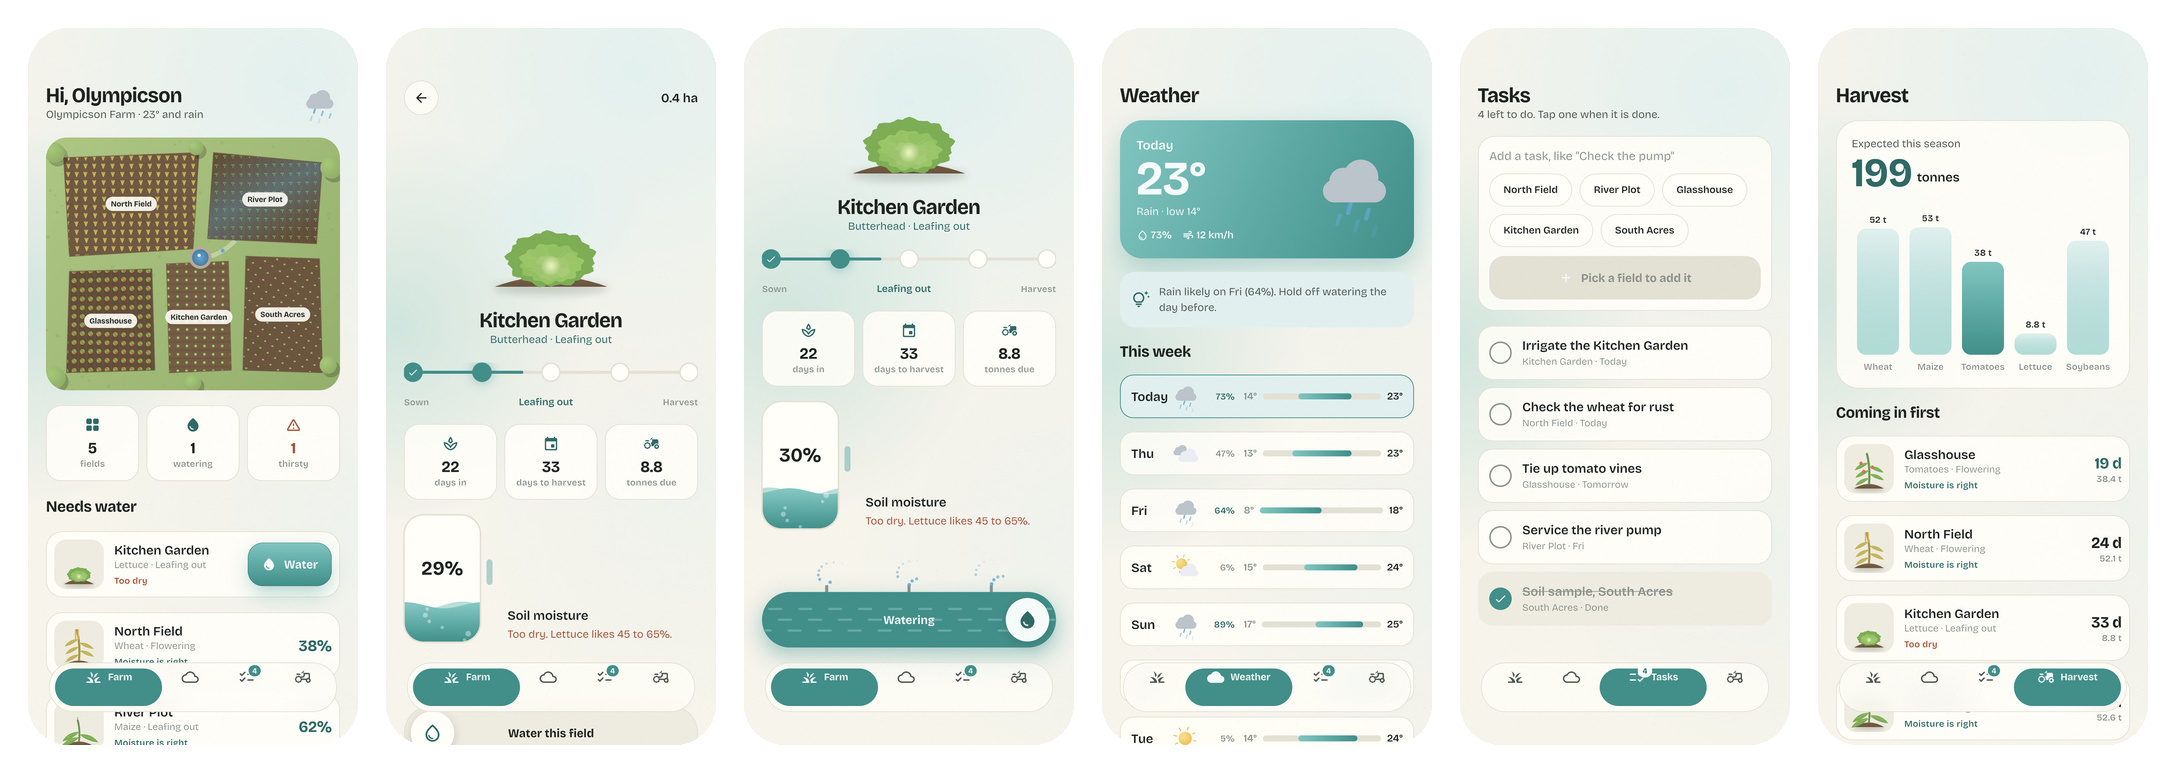 Hi, Olympicson
Olympicson Farm · 23° and rain
North Field
River Plot
Glasshouse
Kitchen Garden
South Acres
5
fields
1
watering
1
thirsty
Needs water
Kitchen Garden
Lettuce · Leafing out
Too dry
Water
North Field
Wheat · Flowering
Moisture is right
38%
Farm
4
River Plot
Maize · Leafing out
Moisture is right
62%
0.4 ha
Kitchen Garden
Butterhead · Leafing out
Sown
Leafing out
Harvest
22
days in
33
days to harvest
8.8
tonnes due
29%
Soil moisture
Too dry. Lettuce likes 45 to 65%.
Farm
4
Water this field
Kitchen Garden
Butterhead · Leafing out
Sown
Leafing out
Harvest
22
days in
33
days to harvest
8.8
tonnes due
30%
Soil moisture
Too dry. Lettuce likes 45 to 65%.
Watering
Farm
4
Weather
Today
23°
Rain · low 14°
73%
12 km/h
Rain likely on Fri (64%). Hold off watering the
day before.
This week
Today 73% 14° 23°
Thu 47% 13° 23°
Fri 64% 8° 18°
Sat 6% 15° 24°
Sun 89% 17° 25°
Weather
4
Tue 5% 14° 24°
Tasks
4 left to do. Tap one when it is done.
Add a task, like "Check the pump"
North Field
River Plot
Glasshouse
Kitchen Garden
South Acres
+ Pick a field to add it
Irrigate the Kitchen Garden
Kitchen Garden · Today
Check the wheat for rust
North Field · Today
Tie up tomato vines
Glasshouse · Tomorrow
Service the river pump
River Plot · Fri
Soil sample, South Acres
South Acres · Done
4
Tasks
Harvest
Expected this season
199 tonnes
52 t
53 t
38 t
8.8 t
47 t
Wheat
Maize
Tomatoes
Lettuce
Soybeans
Coming in first
Glasshouse
Tomatoes · Flowering
Moisture is right
19 d
38.4 t
North Field
Wheat · Flowering
Moisture is right
24 d
52.1 t
Kitchen Garden
Lettuce · Leafing out
Too dry
33 d
8.8 t
4
Harvest
Moisture is right
52.6 t